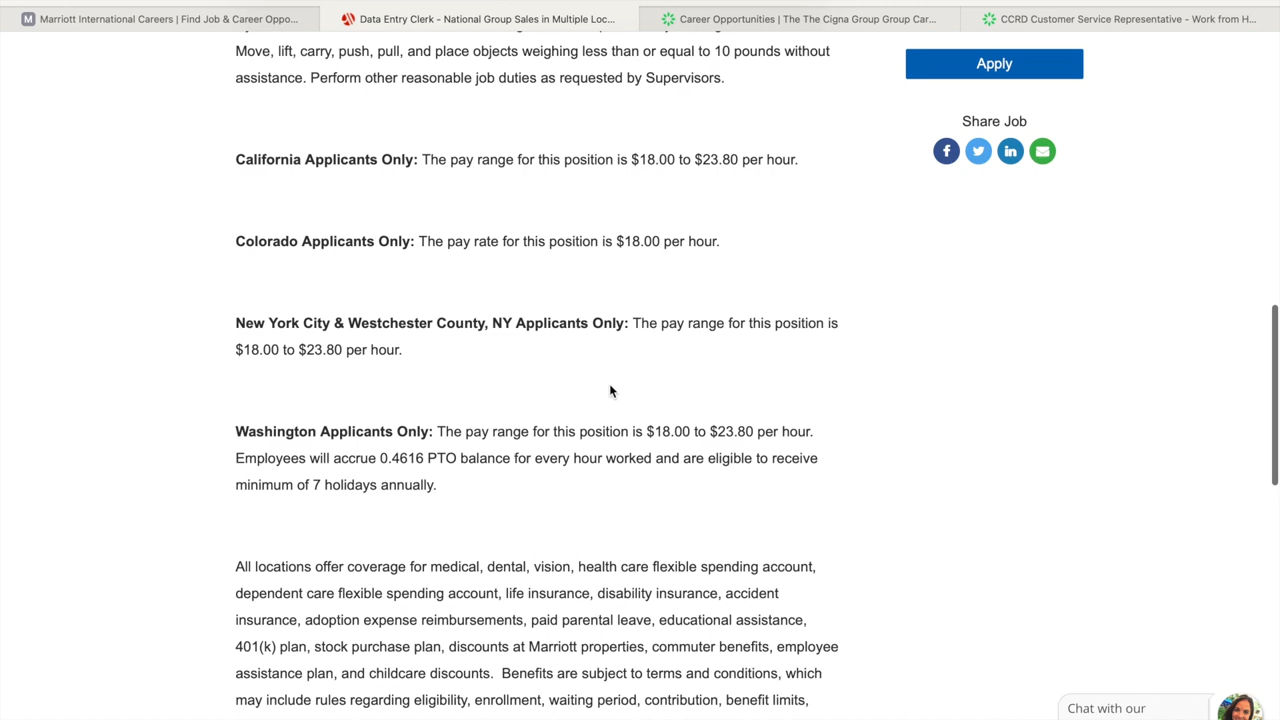 Marriott International Careers | Find Job & Career Oppo...
Data Entry Clerk - National Group Sales in Multiple Loc...
Career Opportunities | The The Cigna Group Group Car...
CCRD Customer Service Representative - Work from H...
Move, lift, carry, push, pull, and place objects weighing less than or equal to 10 pounds without
assistance. Perform other reasonable job duties as requested by Supervisors.
Apply
Share Job
California Applicants Only: The pay range for this position is $18.00 to $23.80 per hour.
Colorado Applicants Only: The pay rate for this position is $18.00 per hour.
New York City & Westchester County, NY Applicants Only: The pay range for this position is
$18.00 to $23.80 per hour.
Washington Applicants Only: The pay range for this position is $18.00 to $23.80 per hour.
Employees will accrue 0.4616 PTO balance for every hour worked and are eligible to receive
minimum of 7 holidays annually.
All locations offer coverage for medical, dental, vision, health care flexible spending account,
dependent care flexible spending account, life insurance, disability insurance, accident
insurance, adoption expense reimbursements, paid parental leave, educational assistance,
401(k) plan, stock purchase plan, discounts at Marriott properties, commuter benefits, employee
assistance plan, and childcare discounts. Benefits are subject to terms and conditions, which
may include rules regarding eligibility, enrollment, waiting period, contribution, benefit limits,
Chat with our